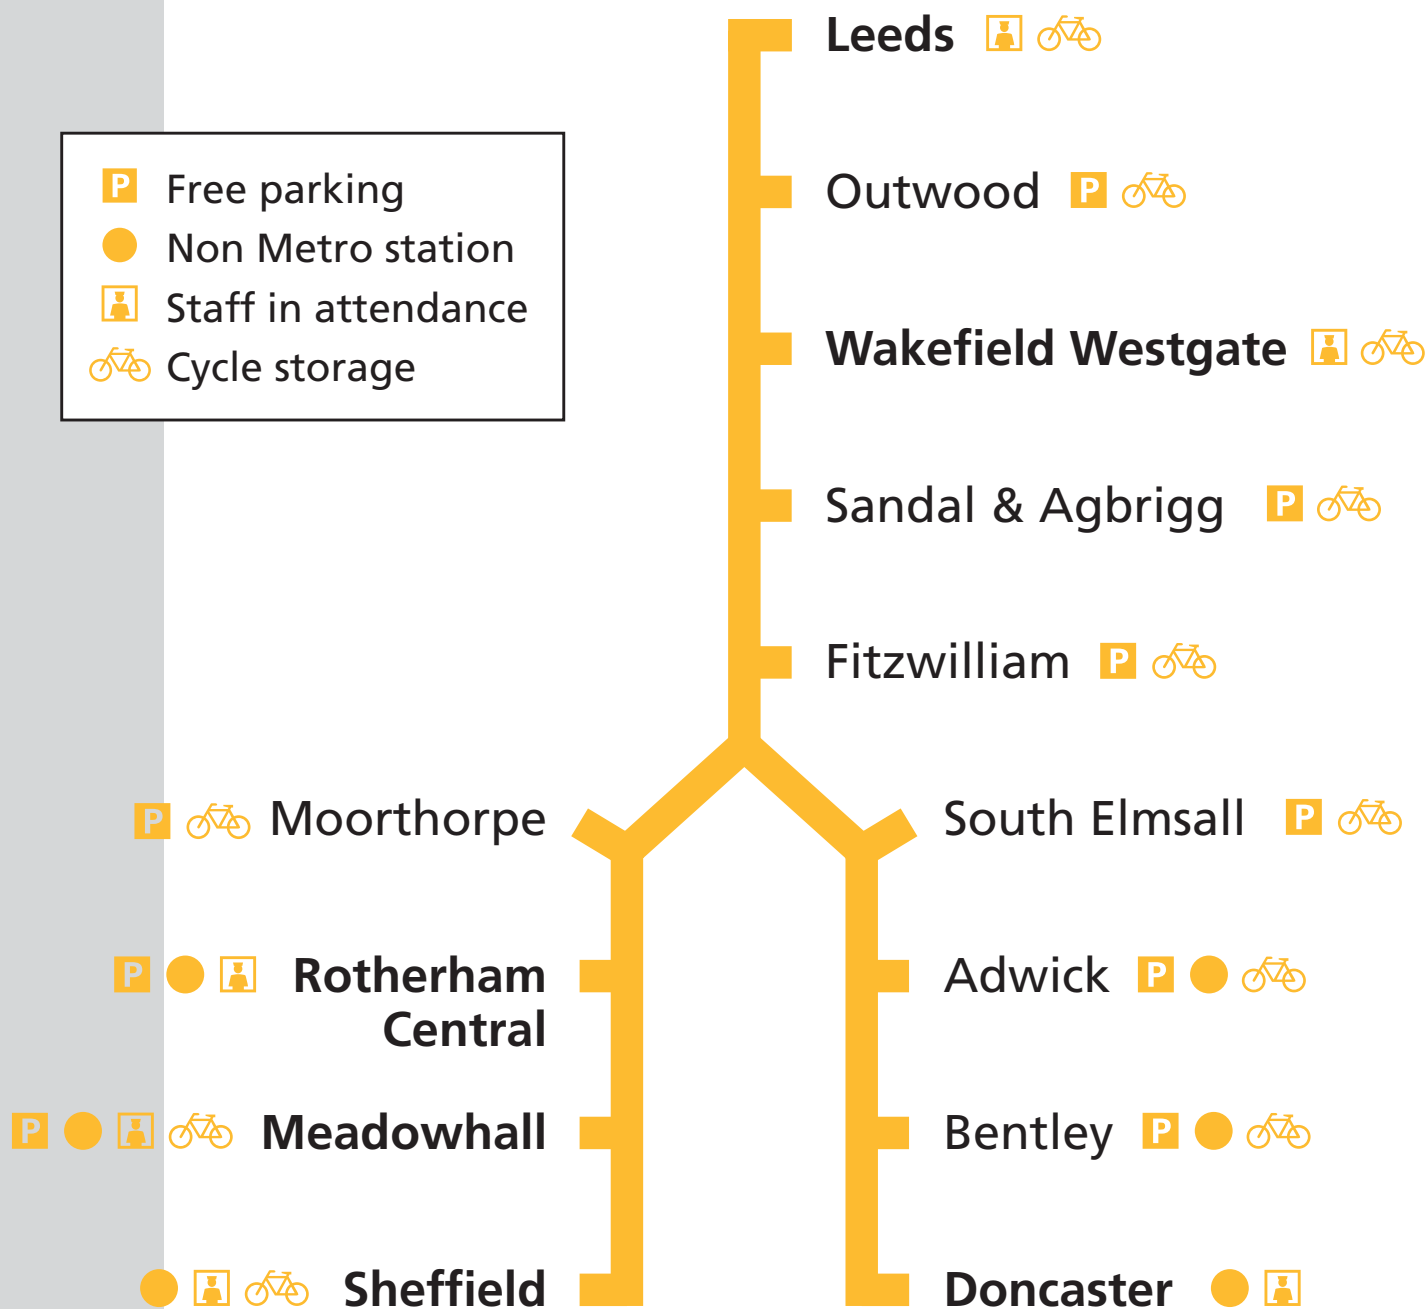 Leeds
P Free parking
Non Metro station
Staff in attendance
Cycle storage
Outwood P
Wakefield Westgate
Sandal & Agbrigg P
Fitzwilliam P
P Moorthorpe
South Elmsall P
P Rotherham
Central
Adwick P
P Meadowhall
Bentley P
Sheffield
Doncaster